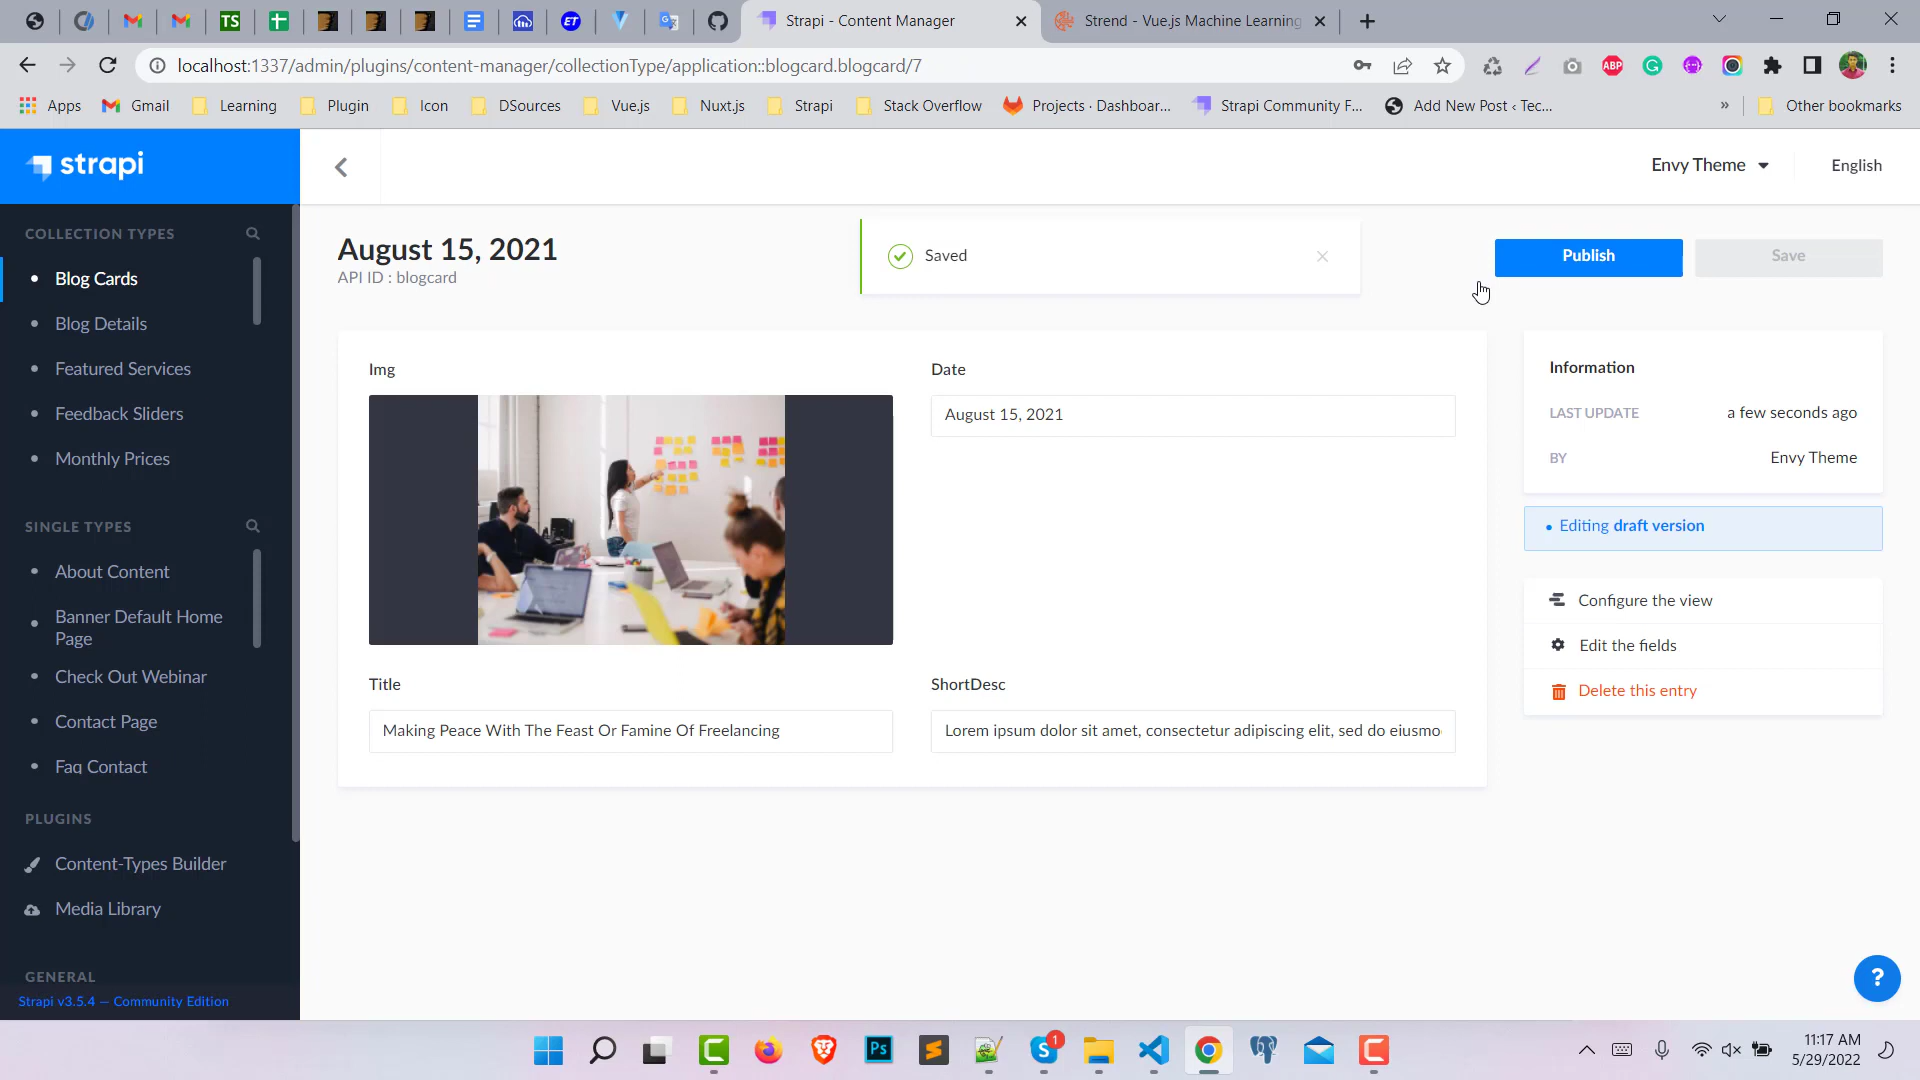 Strapi - Content Manager
Strend - Vue.js Machine Learning
localhost:1337/admin/plugins/content-manager/collectionType/application::blogcard.blogcard/7
Apps
Gmail
Learning
Plugin
Icon
DSources
Vue.js
Nuxt.js
Strapi
Stack Overflow
Projects · Dashboar...
Strapi Community F...
Add New Post ‹ Tec...
»
Other bookmarks
strapi
Envy Theme
English
COLLECTION TYPES
Blog Cards
Blog Details
Featured Services
Feedback Sliders
Monthly Prices
SINGLE TYPES
About Content
Banner Default Home
Page
Check Out Webinar
Contact Page
Faq Contact
PLUGINS
Content-Types Builder
Media Library
GENERAL
Strapi v3.5.4 — Community Edition
August 15, 2021
API ID : blogcard
Saved
Publish
Save
Img
Date
August 15, 2021
Title
Making Peace With The Feast Or Famine Of Freelancing
ShortDesc
Lorem ipsum dolor sit amet, consectetur adipiscing elit, sed do eiusmo
Information
LAST UPDATE
a few seconds ago
BY
Envy Theme
Editing draft version
Configure the view
Edit the fields
Delete this entry
?
TS
ET
ABP
Ps
1
11:17 AM
5/29/2022